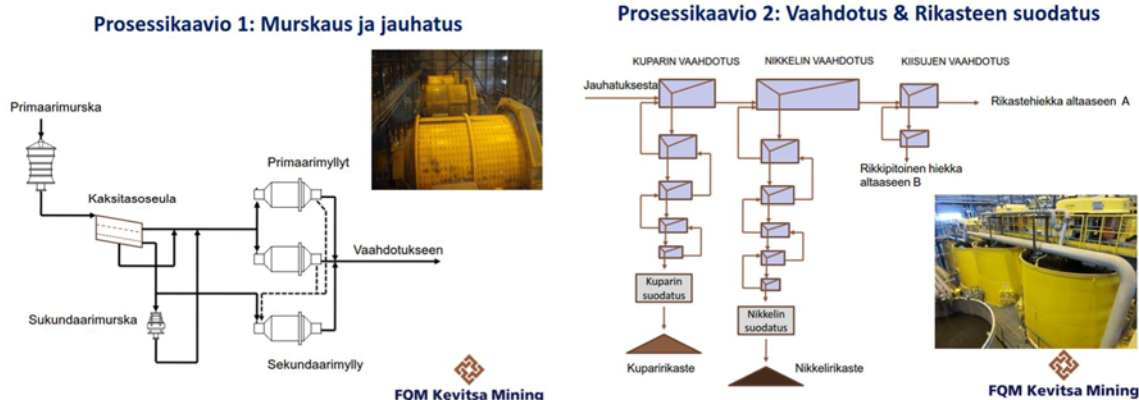 Prosessikaavio 1: Murskaus ja jauhatus
Primaarimurska
Kaksitasoseula
Primaarimyllyt
Vaahdotukseen
Sukundaarimurska
Sekundaarimylly
FQM Kevitsa Mining
Prosessikaavio 2: Vaahdotus & Rikasteen suodatus
KUPARIN VAAHDOTUS
NIKKELIN VAAHDOTUS
KIISUJEN VAAHDOTUS
Jauhatuksesta
Rikastehiekka altaaseen A
Rikkipitoinen hiekka
altaaseen B
Kuparin
suodatus
Nikkelin
suodatus
Kuparirikaste
Nikkelirikaste
FQM Kevitsa Mining